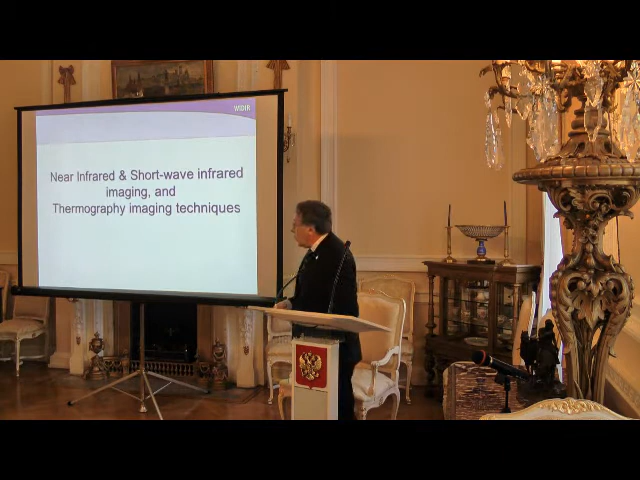 WIDIR
Near Infrared & Short-wave infrared
imaging, and
Thermography imaging techniques